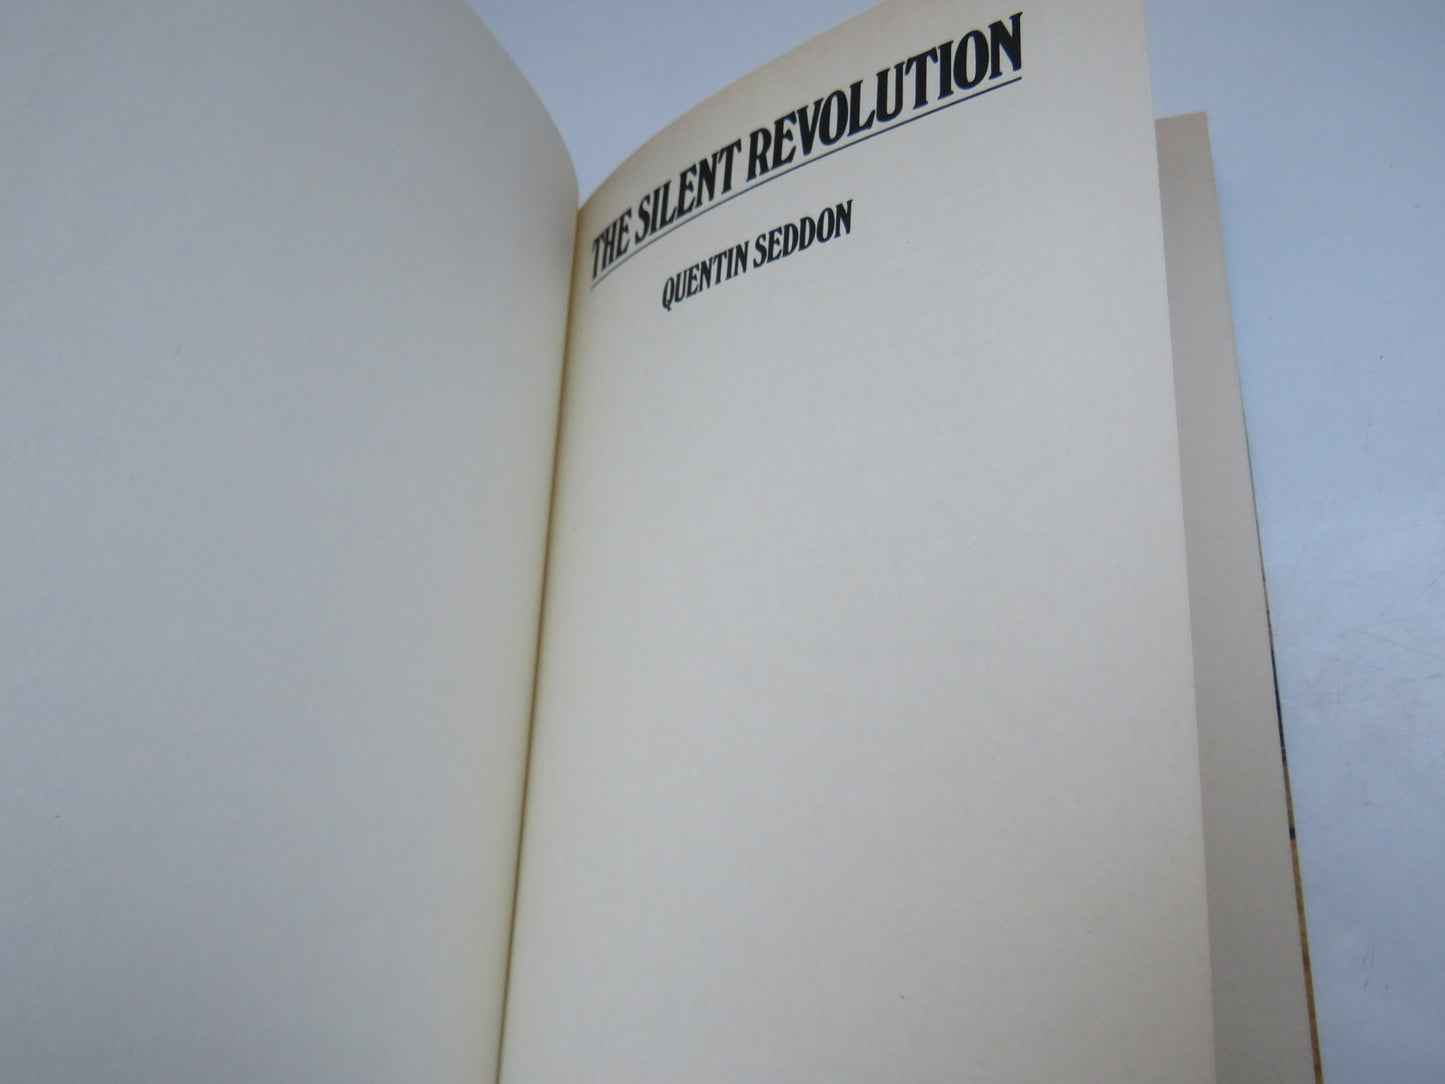 THE SILENT REVOLUTION
QUENTIN SEDDON